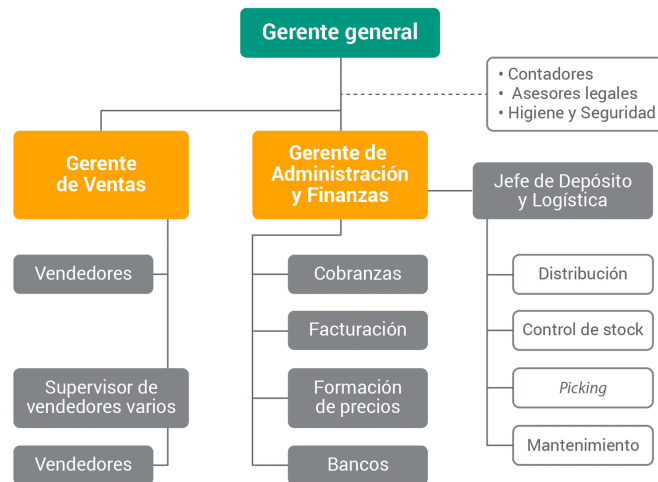 Gerente general
• Contadores
• Asesores legales
• Higiene y Seguridad
Gerente
de Ventas
Gerente de
Administración
y Finanzas
Jefe de Depósito
y Logística
Vendedores
Supervisor de
vendedores varios
Vendedores
Cobranzas
Facturación
Formación
de precios
Bancos
Distribución
Control de stock
Picking
Mantenimiento